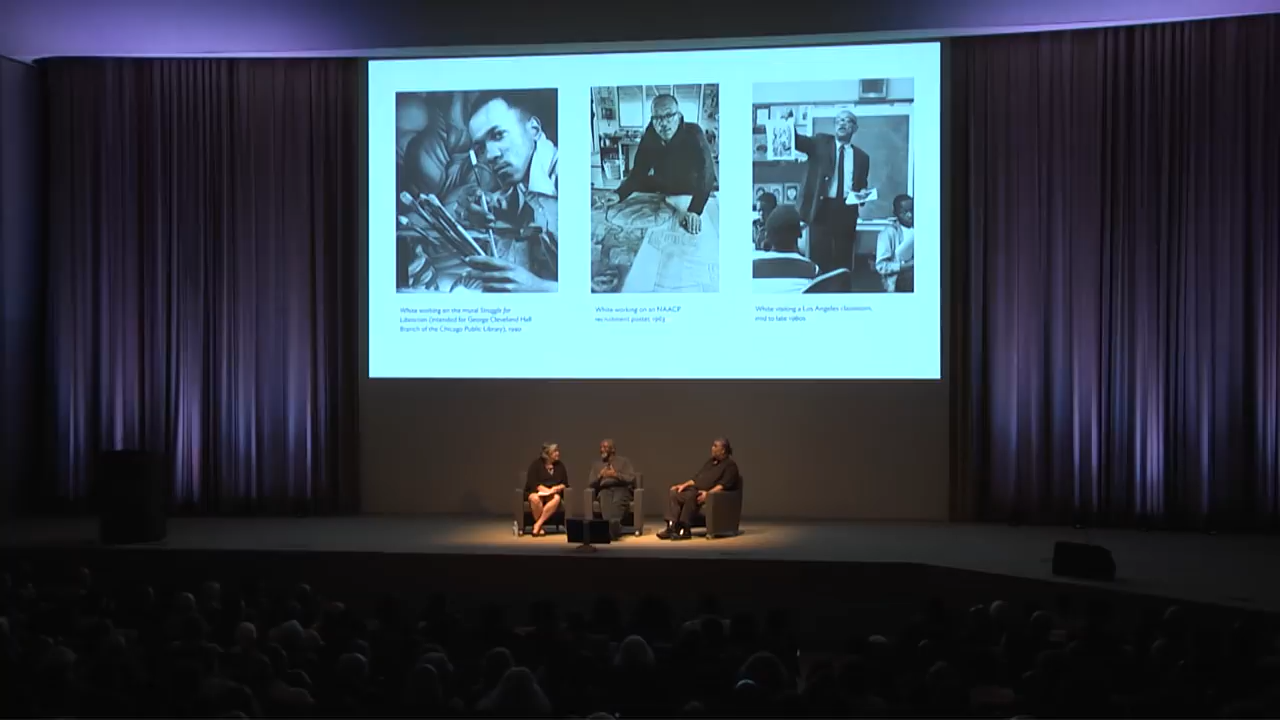 White working on the mural Struggle for
Liberation (intended for George Cleveland Hall
Branch of the Chicago Public Library), 1940
White working on an NAACP
recruitment poster, 1963
White visiting a Los Angeles classroom,
mid to late 1960s